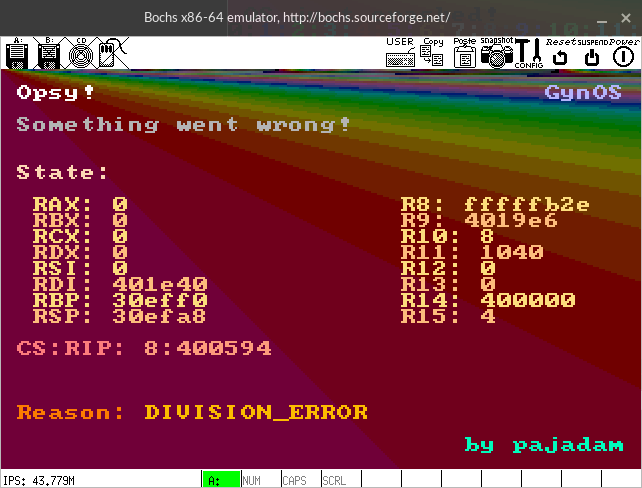 Bochs x86-64 emulator, http://bochs.sourceforge.net/
A: B: CD USER Copy Paste snapshot CONFIG Reset SUSPEND Power
Opsy! GynOS
Something went wrong!
State:
RAX: 0 R8: fffffb2e
RBX: 0 R9: 4019e6
RCX: 0 R10: 8
RDX: 0 R11: 1040
RSI: 0 R12: 0
RDI: 401e40 R13: 0
RBP: 30eff0 R14: 400000
RSP: 30efa8 R15: 4
CS:RIP: 8:400594
Reason: DIVISION_ERROR
by pajadam
IPS: 43.779M A: NUM CAPS SCRL